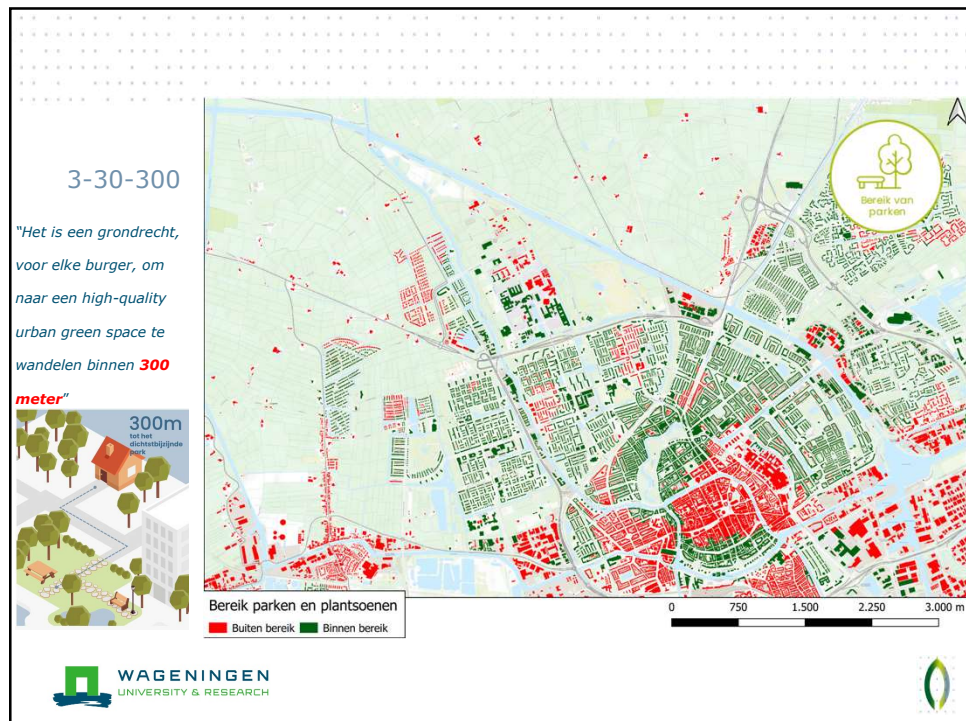 3-30-300
“Het is een grondrecht,
voor elke burger, om
naar een high-quality
urban green space te
wandelen binnen 300
meter”
300m
tot het
dichtstbijzijnde
park
Bereik van
parken
Bereik parken en plantsoenen
Buiten bereik
Binnen bereik
0 750 1.500 2.250 3.000 m
WAGENINGEN
UNIVERSITY & RESEARCH